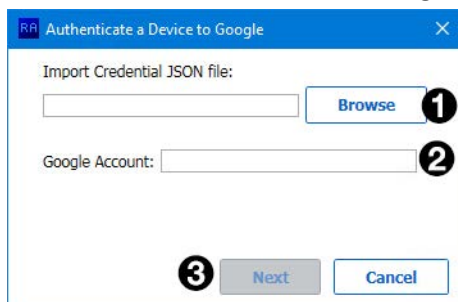 RA Authenticate a Device to Google
Import Credential JSON file:
Browse 1
Google Account: 2
3 Next Cancel